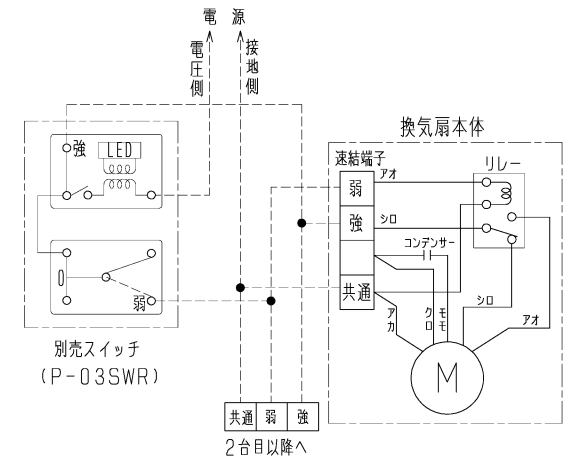 電源
電圧側
接地側
換気扇本体
強
LED
速結端子
リレー
弱
アオ
強
シロ
コンデンサー
弱
共通
アカ
クロ
モモ
シロ
アオ
別売スイッチ
(P-03SWR)
M
共通 弱 強
2台目以降へ